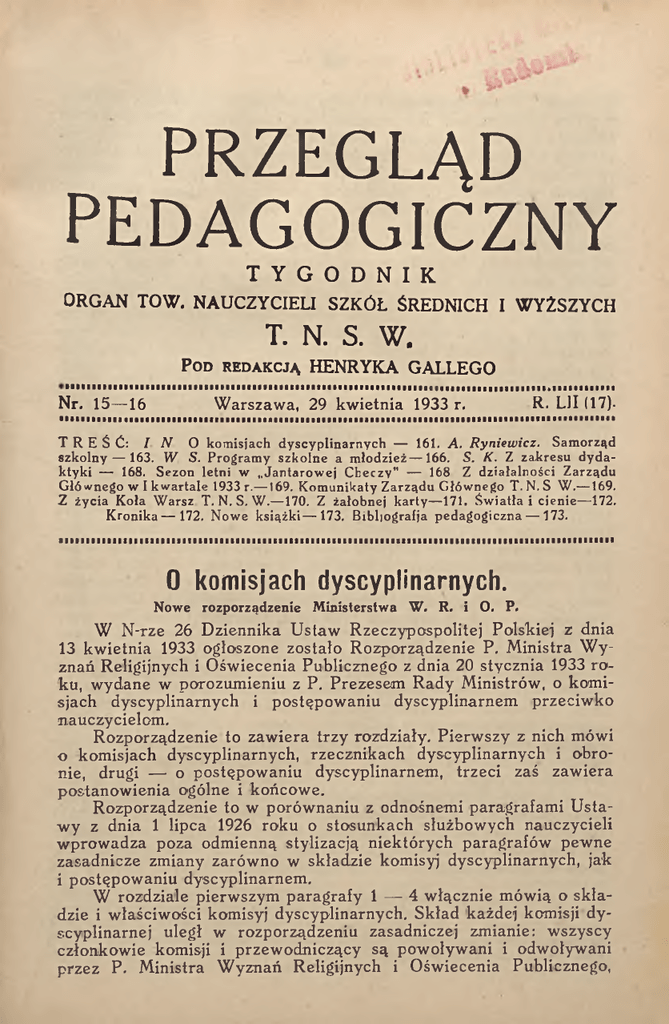 BIBLIOTEKA
Radomi
PRZEGLĄD
PEDAGOGICZNY
TYGODNIK
ORGAN TOW. NAUCZYCIELI SZKÓŁ ŚREDNICH I WYŻSZYCH
T. N. S. W.
POD REDAKCJĄ HENRYKA GALLEGO
Nr. 15—16 Warszawa, 29 kwietnia 1933 r. R. LII (17).
TREŚĆ: I N O komisjach dyscyplinarnych — 161. A. Ryniewicz. Samorząd
szkolny — 163. W S. Programy szkolne a młodzież — 166. S. K. Z zakresu dyda-
ktyki — 168. Sezon letni w „Jantarowej Checzy" — 168 Z działalności Zarządu
Głównego w I kwartale 1933 r. — 169. Komunikaty Zarządu Głównego T. N. S W.—169.
Z życia Koła Warsz T. N. S. W.—170. Z żałobnej karty—171. Światła i cienie—172.
Kronika — 172. Nowe książki — 173. Bibljografja pedagogiczna — 173.
O komisjach dyscyplinarnych.
Nowe rozporządzenie Ministerstwa W. R. i O. P.
W N-rze 26 Dziennika Ustaw Rzeczypospolitej Polskiej z dnia
13 kwietnia 1933 ogłoszone zostało Rozporządzenie P. Ministra Wy-
znań Religijnych i Oświecenia Publicznego z dnia 20 stycznia 1933 ro-
ku, wydane w porozumieniu z P. Prezesem Rady Ministrów, o komi-
sjach dyscyplinarnych i postępowaniu dyscyplinarnem przeciwko
nauczycielom.
Rozporządzenie to zawiera trzy rozdziały. Pierwszy z nich mówi
o komisjach dyscyplinarnych, rzecznikach dyscyplinarnych i obro-
nie, drugi — o postępowaniu dyscyplinarnem, trzeci zaś zawiera
postanowienia ogólne i końcowe.
Rozporządzenie to w porównaniu z odnośnemi paragrafami Usta-
wy z dnia 1 lipca 1926 roku o stosunkach służbowych nauczycieli
wprowadza poza odmienną stylizacją niektórych paragrafów pewne
zasadnicze zmiany zarówno w składzie komisyj dyscyplinarnych, jak
i postępowaniu dyscyplinarnem.
W rozdziale pierwszym paragrafy 1 — 4 włącznie mówią o skła-
dzie i właściwości komisyj dyscyplinarnych. Skład każdej komisji dy-
scyplinarnej uległ w rozporządzeniu zasadniczej zmianie: wszyscy
członkowie komisji i przewodniczący są powoływani i odwoływani
przez P. Ministra Wyznań Religijnych i Oświecenia Publicznego,